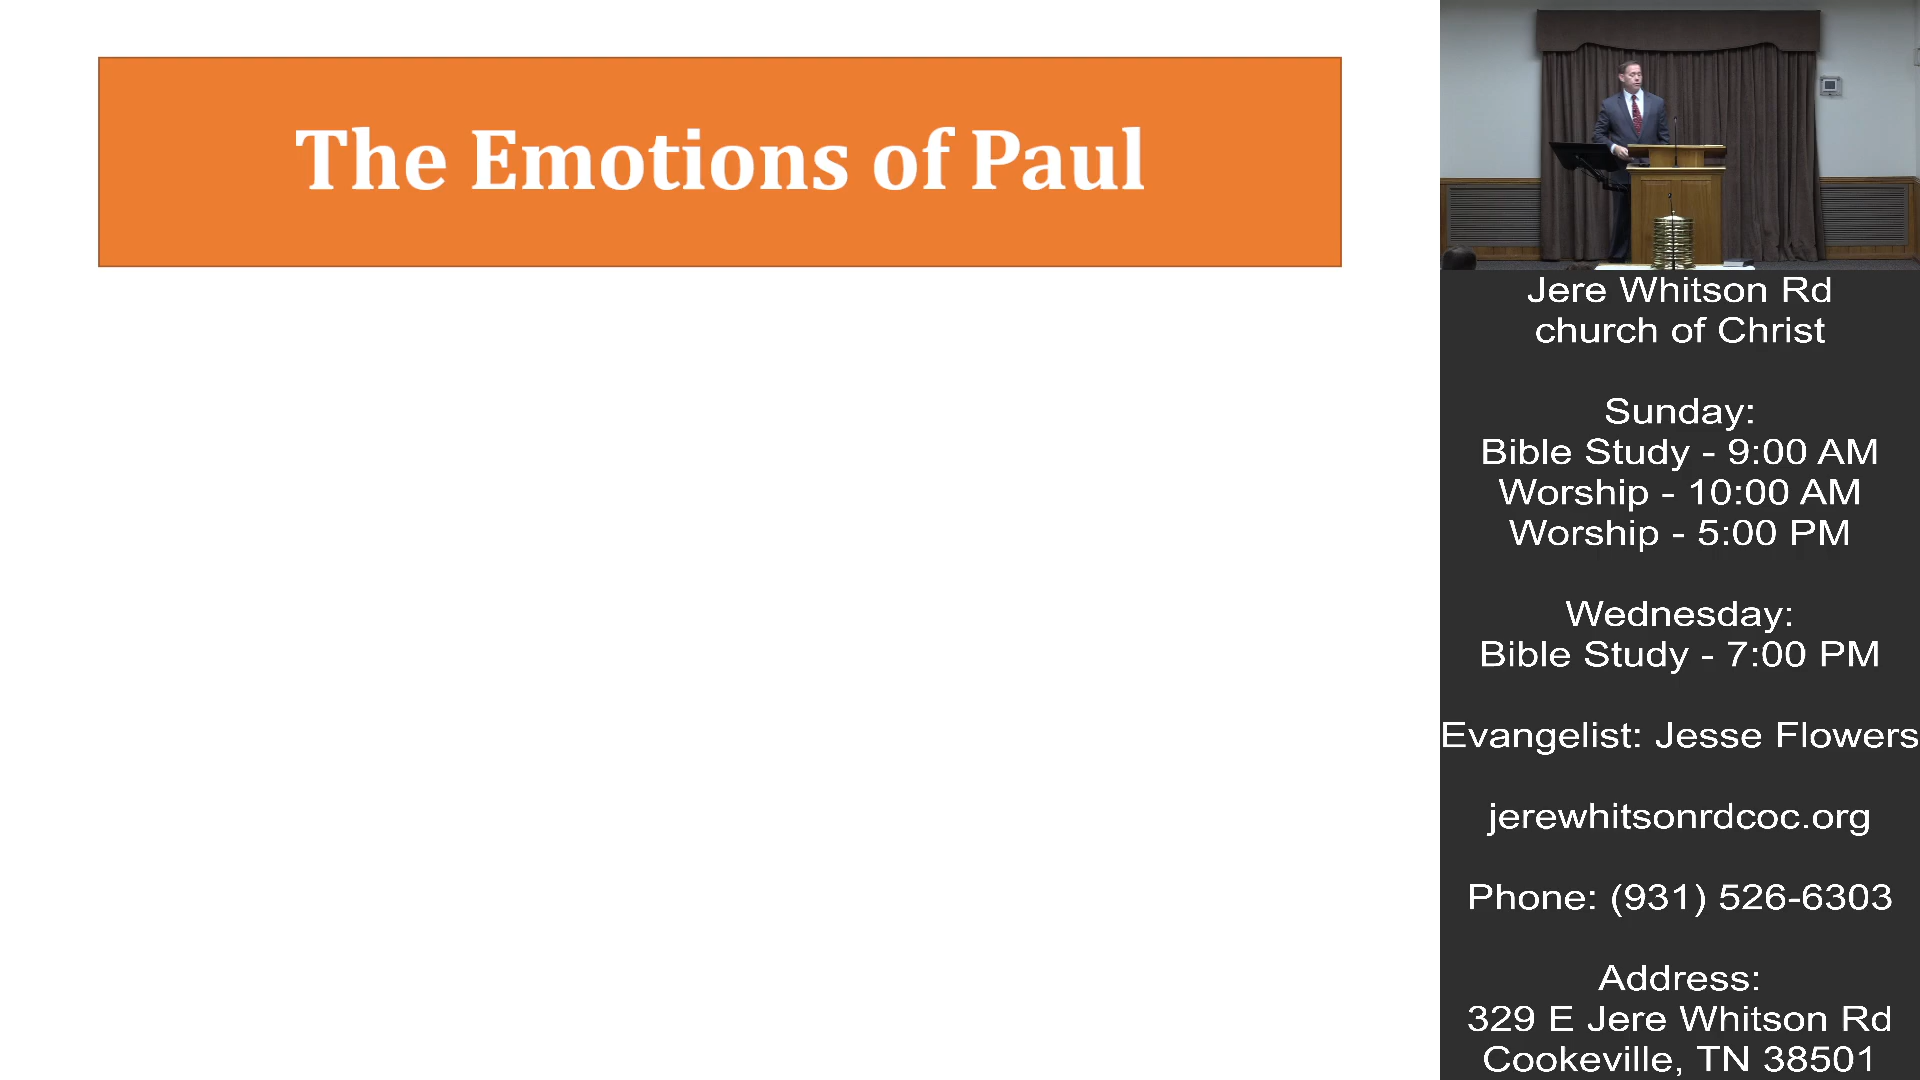 The Emotions of Paul
Jere Whitson Rd
church of Christ
Sunday:
Bible Study - 9:00 AM
Worship - 10:00 AM
Worship - 5:00 PM
Wednesday:
Bible Study - 7:00 PM
Evangelist: Jesse Flowers
jerewhitsonrdcoc.org
Phone: (931) 526-6303
Address:
329 E Jere Whitson Rd
Cookeville, TN 38501